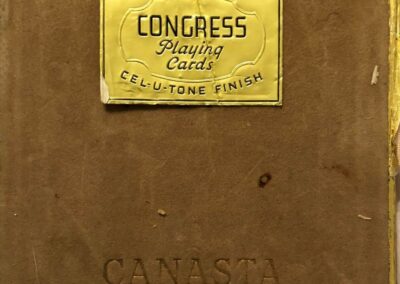 CONGRESS
Playing
Cards
CEL-U-TONE FINISH
CANASTA